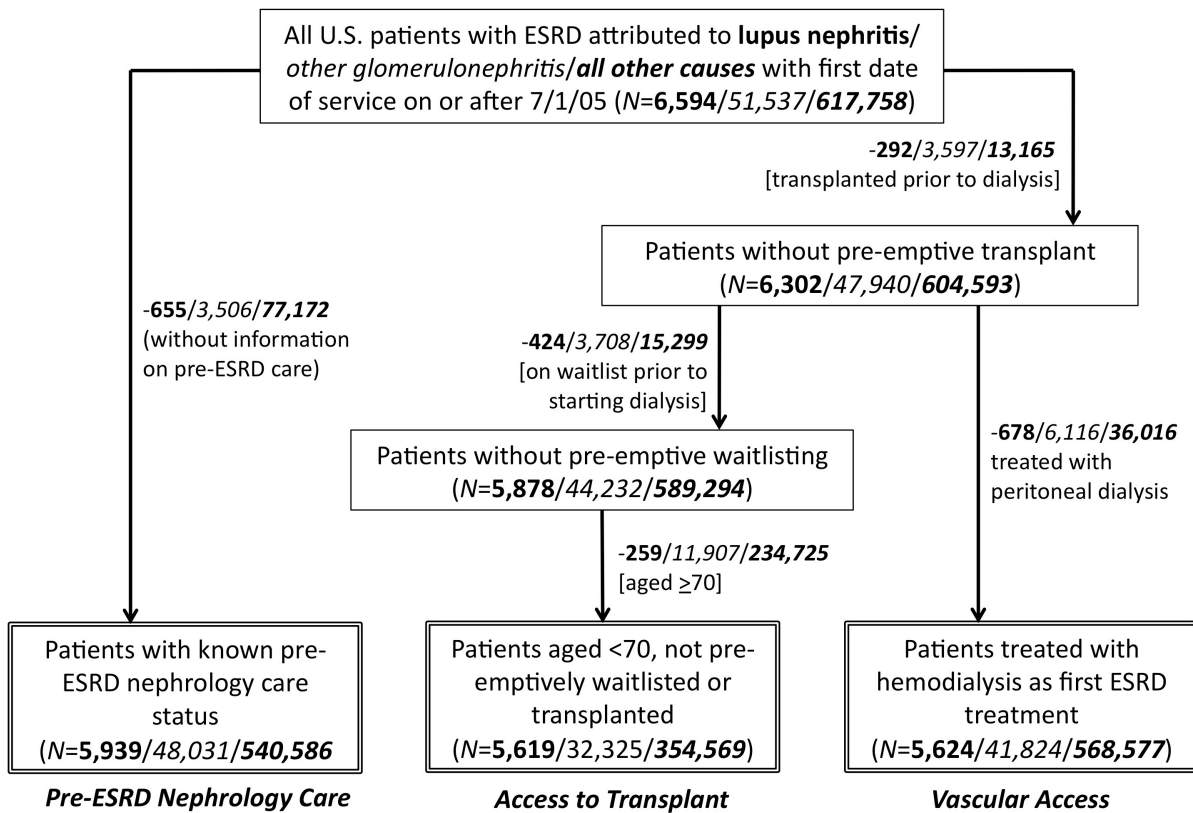 All U.S. patients with ESRD attributed to lupus nephritis/
other glomerulonephritis/all other causes with first date
of service on or after 7/1/05 (N=6,594/51,537/617,758)
-292/3,597/13,165
[transplanted prior to dialysis]
Patients without pre-emptive transplant
(N=6,302/47,940/604,593)
-655/3,506/77,172
(without information
on pre-ESRD care)
-424/3,708/15,299
[on waitlist prior to
starting dialysis]
-678/6,116/36,016
treated with
peritoneal dialysis
Patients without pre-emptive waitlisting
(N=5,878/44,232/589,294)
-259/11,907/234,725
[aged ≥70]
Patients with known pre-
ESRD nephrology care
status
(N=5,939/48,031/540,586
Pre-ESRD Nephrology Care
Patients aged <70, not pre-
emptively waitlisted or
transplanted
(N=5,619/32,325/354,569)
Access to Transplant
Patients treated with
hemodialysis as first ESRD
treatment
(N=5,624/41,824/568,577)
Vascular Access